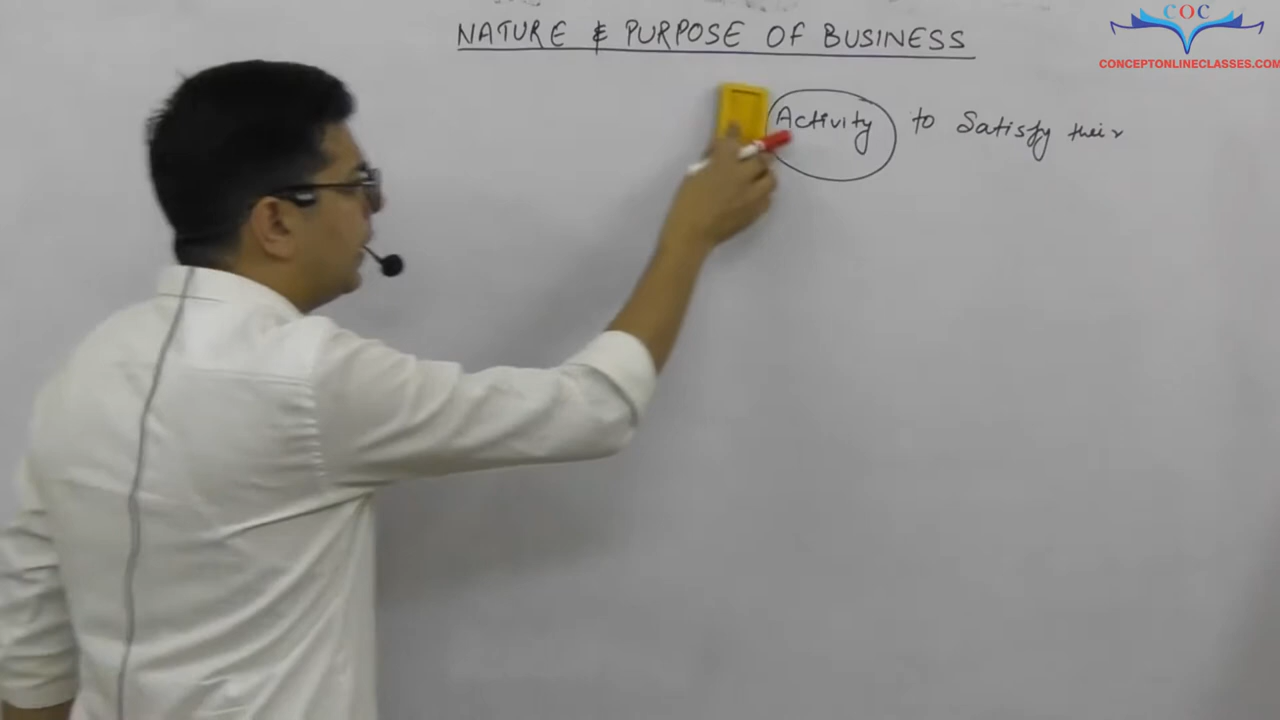 COC
NATURE & PURPOSE OF BUSINESS
CONCEPTONLINECLASSES.COM
Activity to Satisfy their